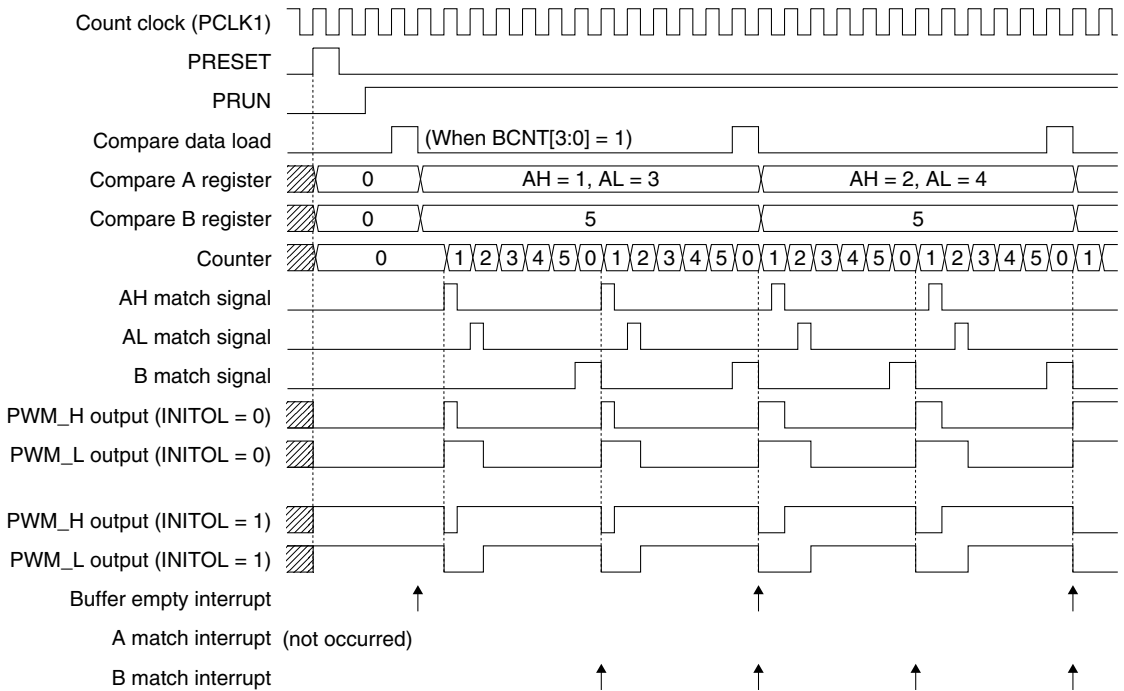 Count clock (PCLK1)
PRESET
PRUN
Compare data load (When BCNT[3:0] = 1)
Compare A register 0 AH = 1, AL = 3 AH = 2, AL = 4
Compare B register 0 5 5
Counter 0 1 2 3 4 5 0 1 2 3 4 5 0 1 2 3 4 5 0 1 2 3 4 5 0 1
AH match signal
AL match signal
B match signal
PWM_H output (INITOL = 0)
PWM_L output (INITOL = 0)
PWM_H output (INITOL = 1)
PWM_L output (INITOL = 1)
Buffer empty interrupt
A match interrupt (not occurred)
B match interrupt